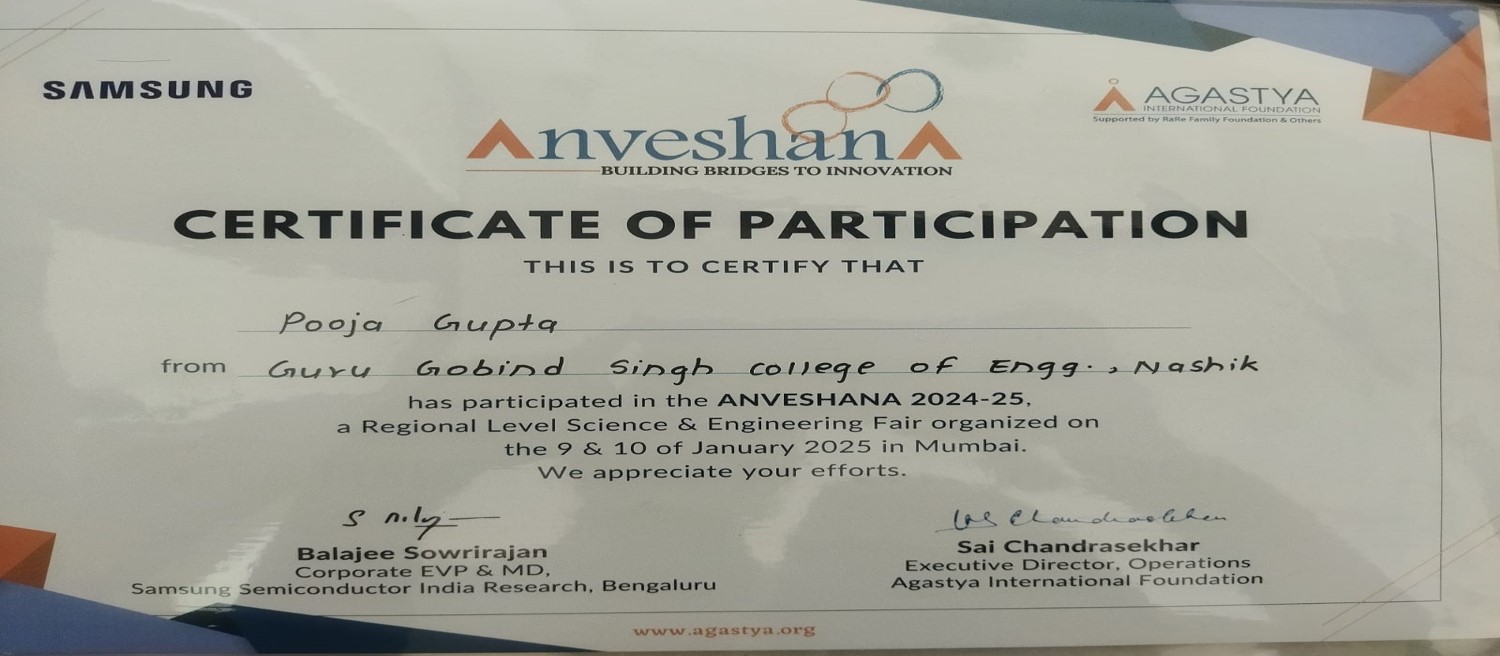 SAMSUNG
AnveshanA
BUILDING BRIDGES TO INNOVATION
AGASTYA
INTERNATIONAL FOUNDATION
Supported by RaRe Family Foundation & Others
CERTIFICATE OF PARTICIPATION
THIS IS TO CERTIFY THAT
Pooja Gupta
from Guru Gobind Singh college of Engg., Nashik
has participated in the ANVESHANA 2024-25,
a Regional Level Science & Engineering Fair organized on
the 9 & 10 of January 2025 in Mumbai.
We appreciate your efforts.
Balajee Sowrirajan
Corporate EVP & MD,
Samsung Semiconductor India Research, Bengaluru
Sai Chandrasekhar
Executive Director, Operations
Agastya International Foundation
www.agastya.org